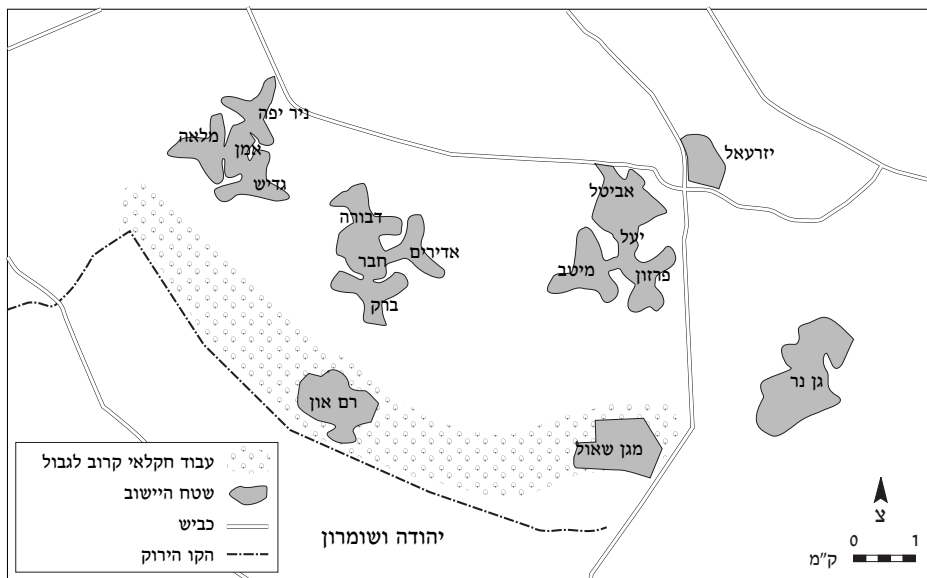 ניר יפה
מלאה
אמן
גדיש
יזרעאל
אביטל
דבורה
יעל
אדירים
חבר
מיטב
פרזון
ברק
גן נר
רם און
מגן שאול
עבוד חקלאי קרוב לגבול
שטח היישוב
כביש
הקו הירוק
יהודה ושומרון
צ
0 1
ק"מ